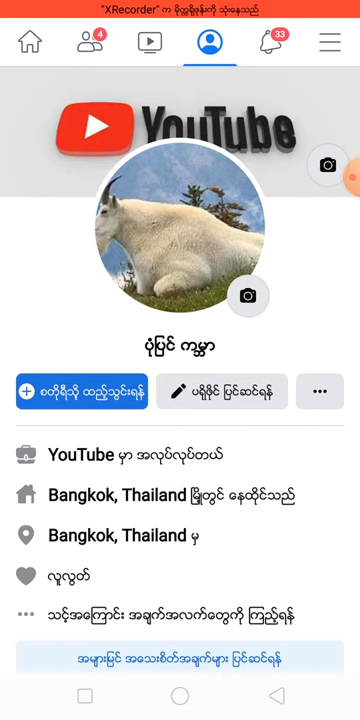 "XRecorder" က မိုက္ကရိုဖုန်းကို သုံးနေသည်
4
33
YouTube
ပုံပြင် ကမ္ဘာ
စတိုရီသို့ ထည့်သွင်းရန်
ပရိုဖိုင် ပြင်ဆင်ရန်
YouTube မှာ အလုပ်လုပ်တယ်
Bangkok, Thailand မြို့တွင် နေထိုင်သည်
Bangkok, Thailand မှ
လူလွတ်
သင့်အကြောင်း အချက်အလက်တွေကို ကြည့်ရန်
အများမြင် အသေးစိတ်အချက်များ ပြင်ဆင်ရန်